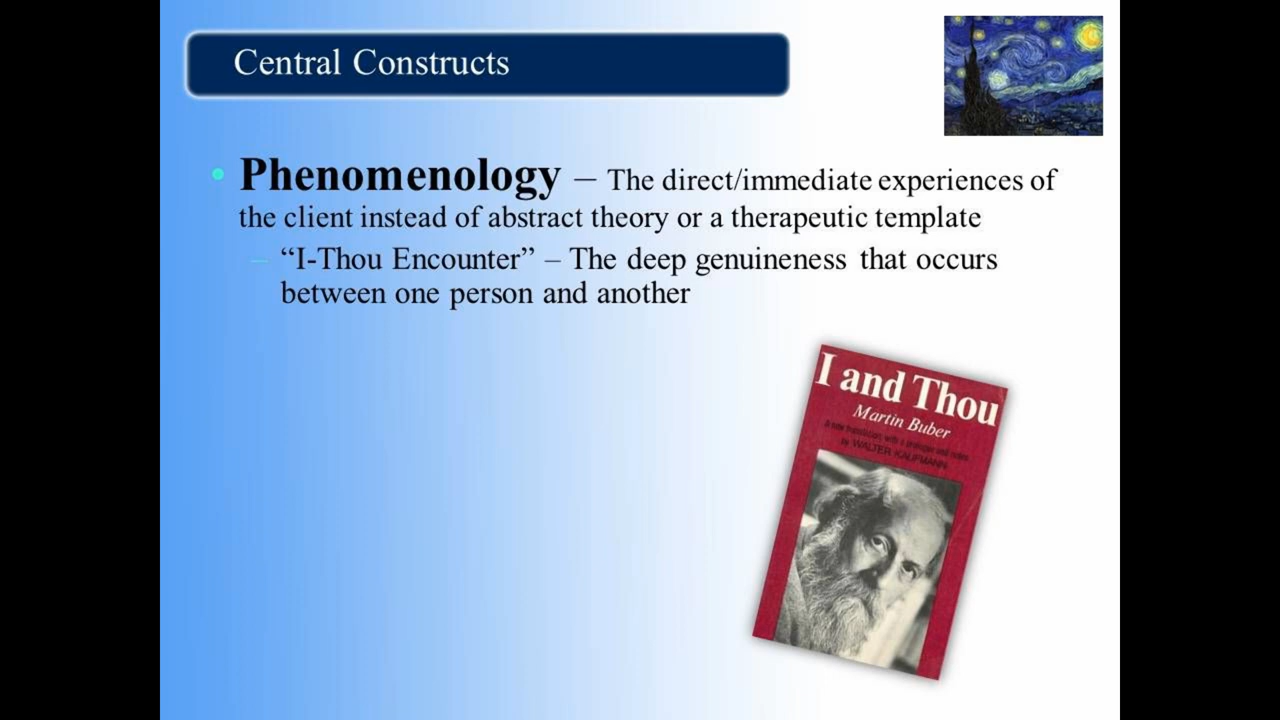 Central Constructs
• Phenomenology – The direct/immediate experiences of
the client instead of abstract theory or a therapeutic template
– “I-Thou Encounter” – The deep genuineness that occurs
between one person and another
I and Thou
Martin Buber
A new translation with a prologue and notes
by WALTER KAUFMANN